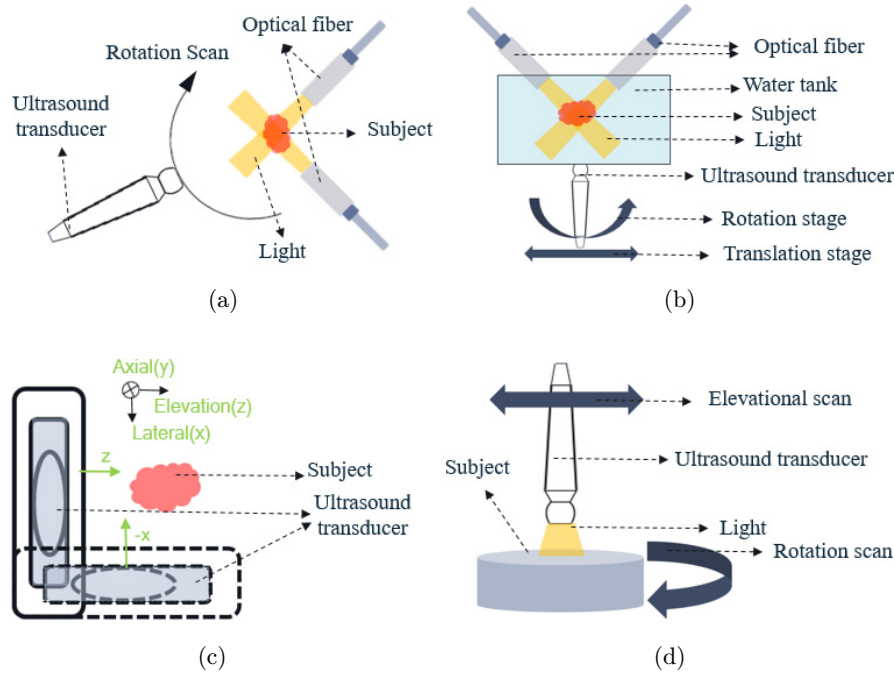 Optical fiber
Rotation Scan
Ultrasound
transducer
Subject
Light
(a)
Optical fiber
Water tank
Subject
Light
Ultrasound transducer
Rotation stage
Translation stage
(b)
Axial(y)
Elevation(z)
Lateral(x)
z
Subject
Ultrasound
transducer
-x
(c)
Elevational scan
Subject
Ultrasound transducer
Light
Rotation scan
(d)